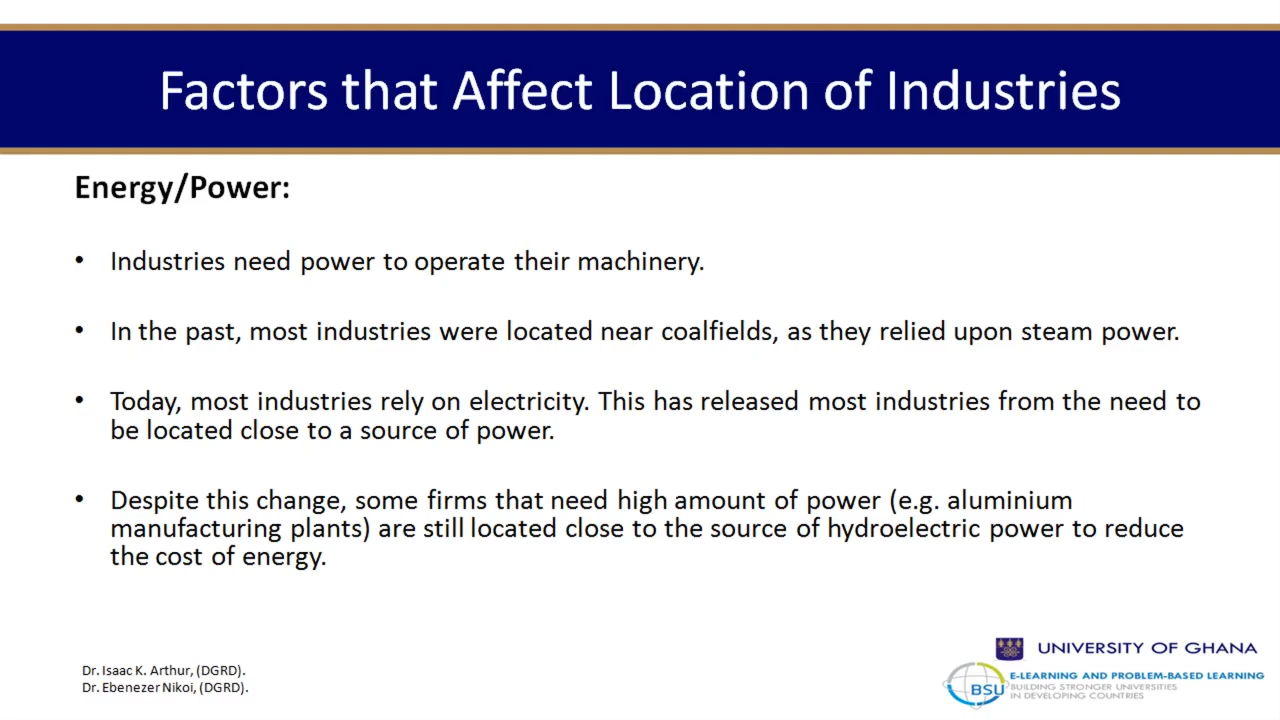 Factors that Affect Location of Industries
Energy/Power:
• Industries need power to operate their machinery.
• In the past, most industries were located near coalfields, as they relied upon steam power.
• Today, most industries rely on electricity. This has released most industries from the need to
be located close to a source of power.
• Despite this change, some firms that need high amount of power (e.g. aluminium
manufacturing plants) are still located close to the source of hydroelectric power to reduce
the cost of energy.
Dr. Isaac K. Arthur, (DGRD).
Dr. Ebenezer Nikoi, (DGRD).
UNIVERSITY OF GHANA
BSU
E-LEARNING AND PROBLEM-BASED LEARNING
BUILDING STRONGER UNIVERSITIES
IN DEVELOPING COUNTRIES